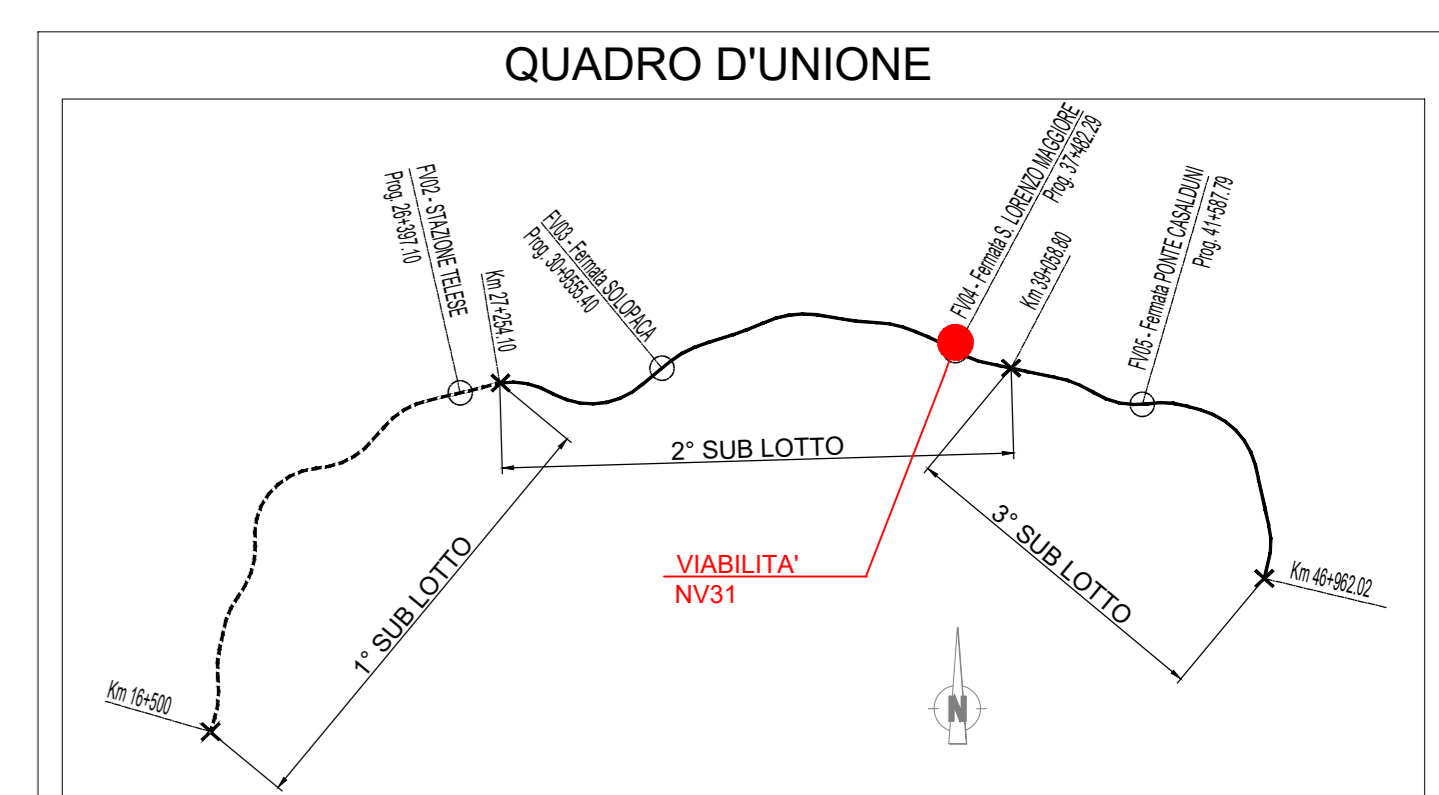 QUADRO D'UNIONE
FV02 - STAZIONE TELESE
Prog. 26+397.10
Km 27+254.10
FV03 - Fermata SOLOPACA
Prog. 30+9555.40
FV04 - Fermata S. LORENZO MAGGIORE
Prog. 37+482.29
Km 39+058.80
FV05 - Fermata PONTE CASALDUNI
Prog. 41+587.79
2° SUB LOTTO
1° SUB LOTTO
3° SUB LOTTO
VIABILITA'
NV31
Km 46+962.02
Km 16+500
N